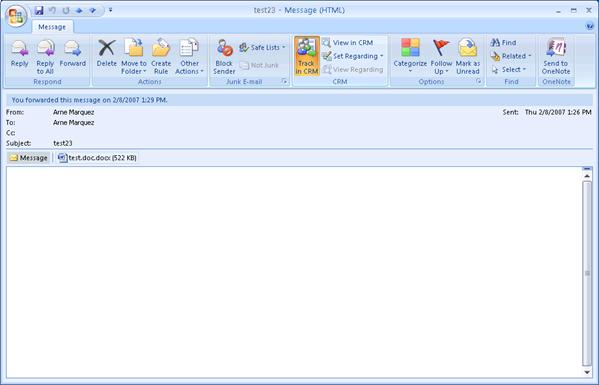 test23 - Message (HTML)
Message
Reply
Reply to All
Forward
Respond
Delete
Move to Folder
Create Rule
Other Actions
Actions
Block Sender
Safe Lists
Not Junk
Junk E-mail
Track in CRM
View in CRM
Set Regarding
View Regarding
CRM
Categorize
Follow Up
Mark as Unread
Options
Find
Related
Select
Find
Send to OneNote
OneNote
You forwarded this message on 2/8/2007 1:29 PM.
From: Arne Marquez
Sent: Thu 2/8/2007 1:26 PM
To: Arne Marquez
Cc:
Subject: test23
Message
test.doc.docx (522 KB)